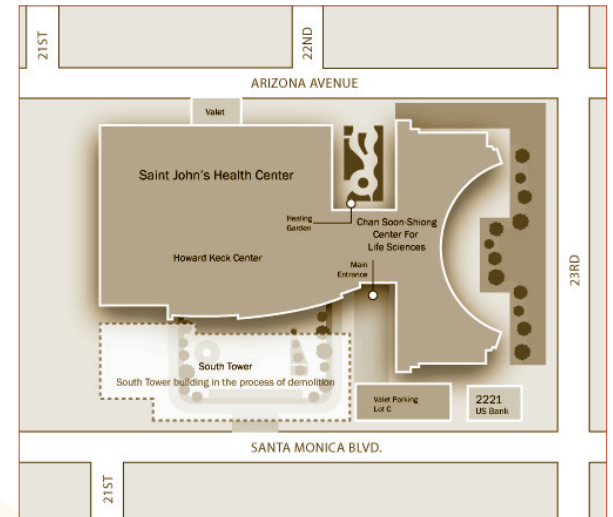 21ST
22ND
ARIZONA AVENUE
Valet
Saint John's Health Center
Healing
Garden
Chan Soon-Shiong
Center For
Life Sciences
Howard Keck Center
Main
Entrance
23RD
South Tower
South Tower building in the process of demolition
Valet Parking
Lot C
2221
US Bank
SANTA MONICA BLVD.
21ST